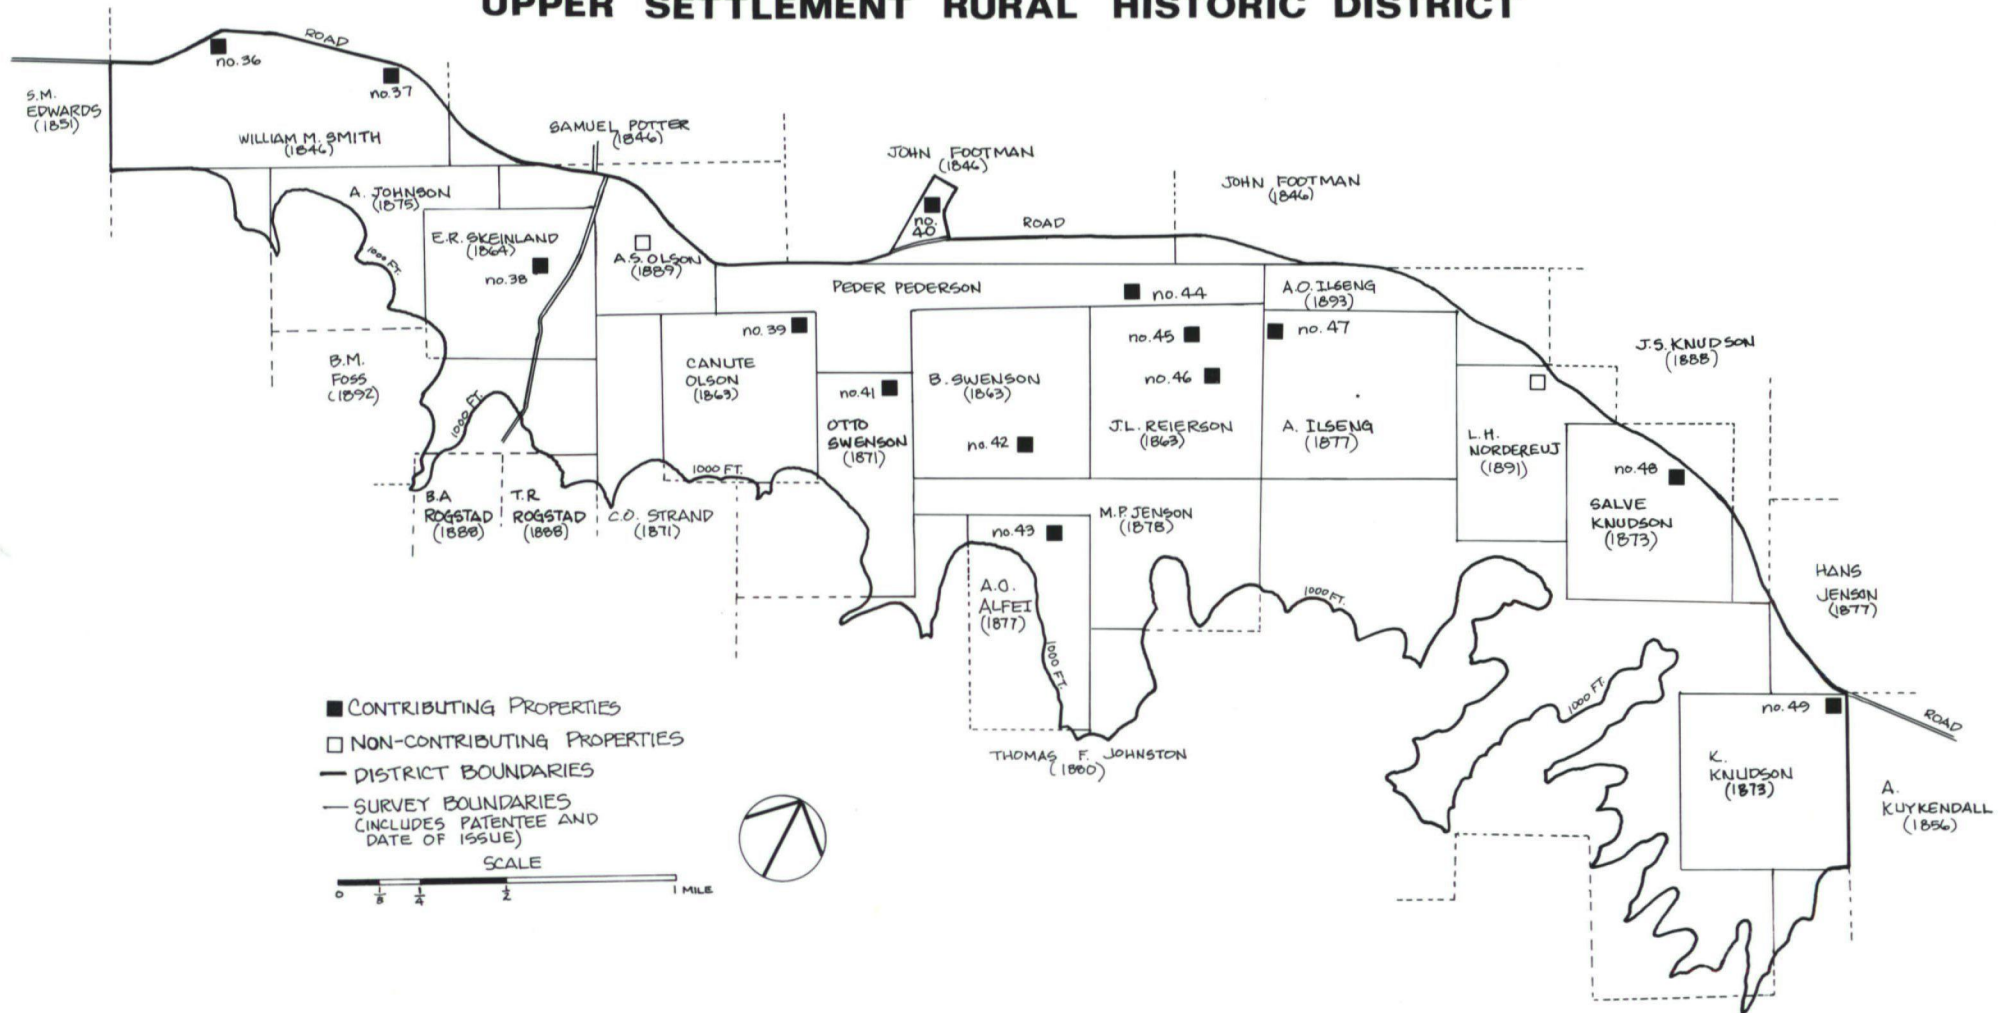 UPPER SETTLEMENT RURAL HISTORIC DISTRICT
ROAD
no.36
no.37
S.M.
EDWARDS
(1851)
WILLIAM M. SMITH
(1846)
SAMUEL POTTER
(1846)
JOHN FOOTMAN
(1846)
no.
40
ROAD
JOHN FOOTMAN
(1846)
A. JOHNSON
(1875)
1000 FT.
E.R. SKEINLAND
(1864)
no.38
A.S. OLSON
(1889)
PEDER PEDERSON
no.44
A.O. ILSENG
(1893)
no.39
no.45
no.47
J.S. KNUDSON
(1888)
B.M.
FOSS
(1892)
CANUTE
OLSON
(1863)
no.41
B. SWENSON
(1863)
no.46
1000 FT.
OTTO
SWENSON
(1871)
no.42
J.L. REIERSON
(1863)
A. ILSENG
(1877)
L.H.
NORDEREUJ
(1891)
no.48
1000 FT.
B.A
ROGSTAD
(1888)
T.R
ROGSTAD
(1888)
C.O. STRAND
(1871)
no.43
M.P. JENSON
(1878)
SALVE
KNUDSON
(1873)
A.O.
ALFEI
(1877)
1000 FT.
1000 FT.
HANS
JENSON
(1877)
1000 FT.
THOMAS F. JOHNSTON
(1880)
no.49
ROAD
K.
KNUDSON
(1873)
A.
KUYKENDALL
(1856)
CONTRIBUTING PROPERTIES
NON-CONTRIBUTING PROPERTIES
DISTRICT BOUNDARIES
SURVEY BOUNDARIES
(INCLUDES PATENTEE AND
DATE OF ISSUE)
SCALE
0 1/8 1/4 1/2 1 MILE